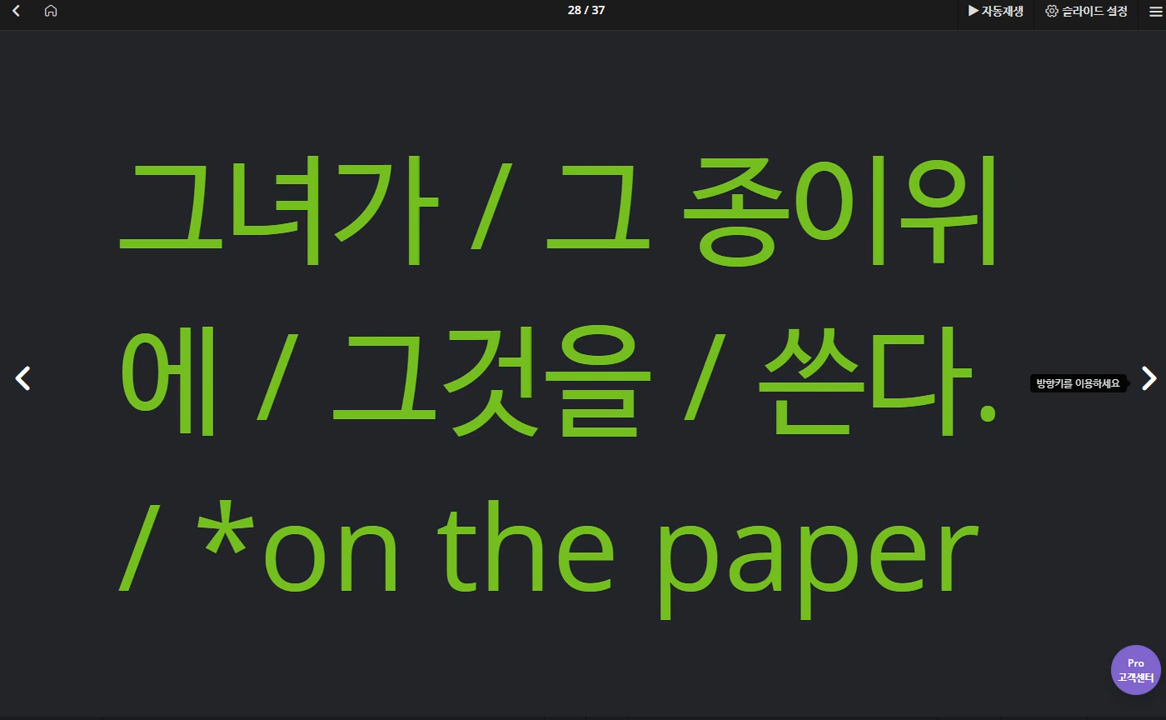 28 / 37
▶ 자동재생
슬라이드 설정
그녀가 / 그 종이위
에 / 그것을 / 쓴다.
/ *on the paper
방향키를 이용하세요
Pro
고객센터